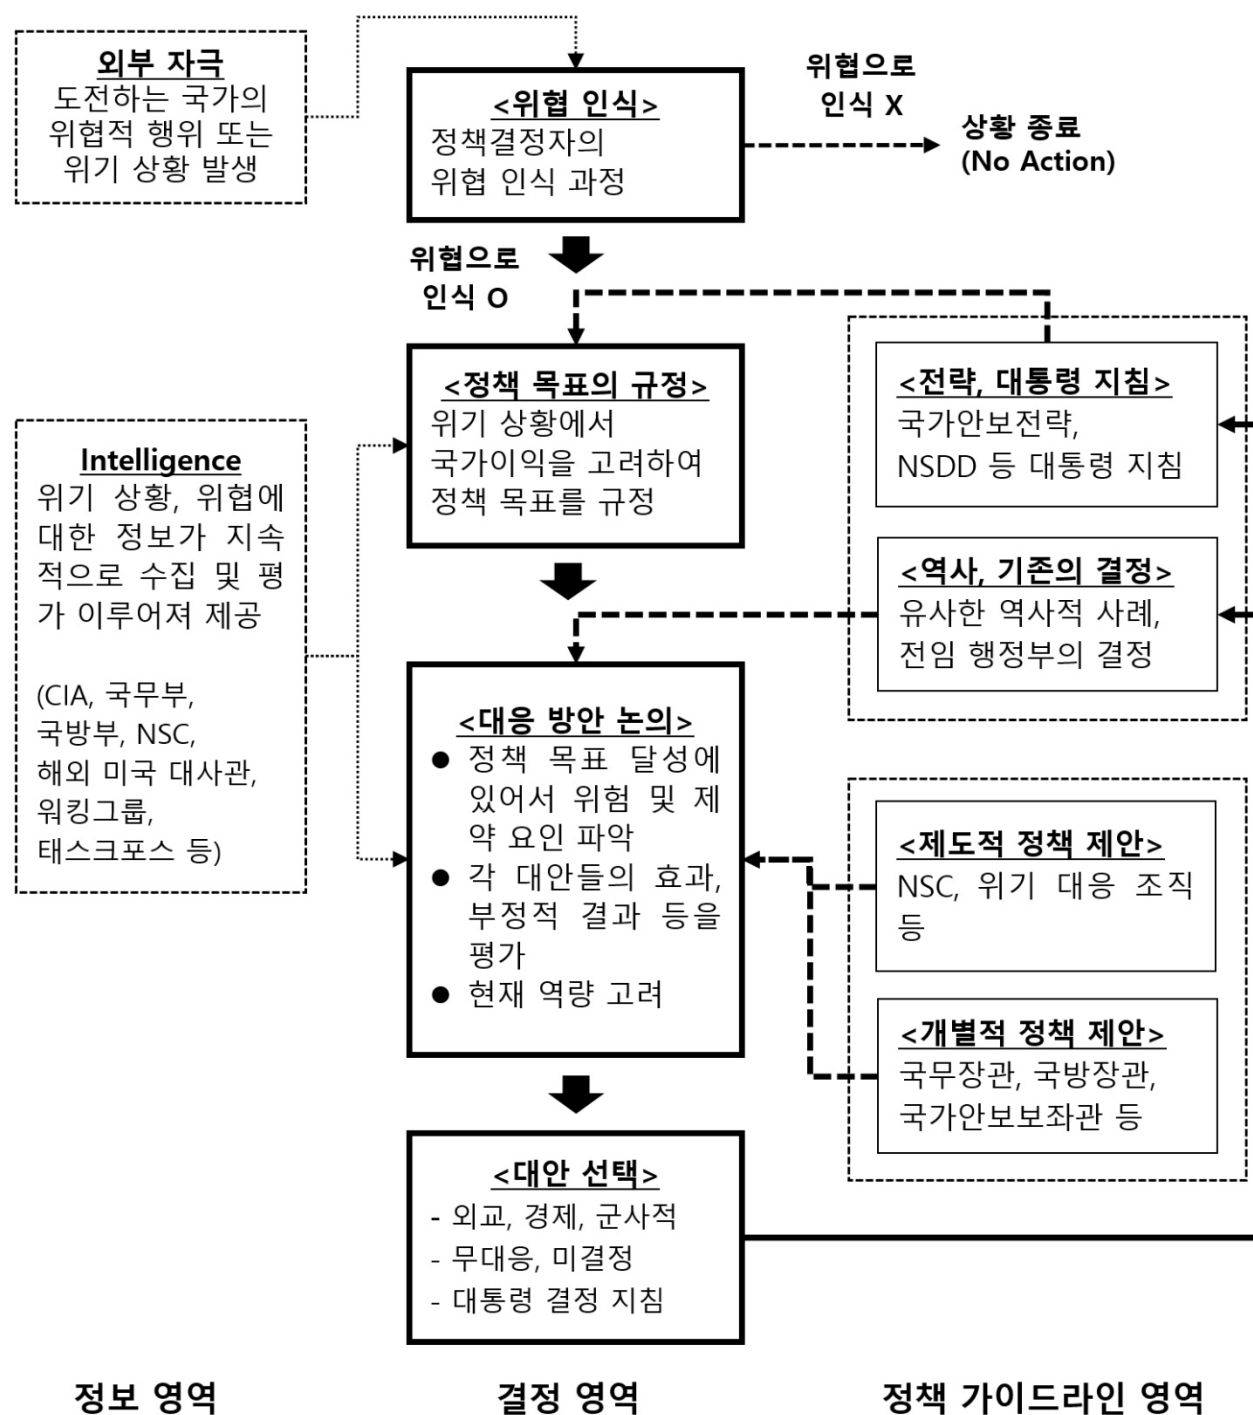 외부 자극
도전하는 국가의
위협적 행위 또는
위기 상황 발생
<위협 인식>
정책결정자의
위협 인식 과정
위협으로
인식 X
상황 종료
(No Action)
위협으로
인식 O
<정책 목표의 규정>
위기 상황에서
국가이익을 고려하여
정책 목표를 규정
<전략, 대통령 지침>
국가안보전략,
NSDD 등 대통령 지침
<역사, 기존의 결정>
유사한 역사적 사례,
전임 행정부의 결정
Intelligence
위기 상황, 위협에
대한 정보가 지속
적으로 수집 및 평
가 이루어져 제공
(CIA, 국무부,
국방부, NSC,
해외 미국 대사관,
워킹그룹,
태스크포스 등)
<대응 방안 논의>
● 정책 목표 달성에
있어서 위험 및 제
약 요인 파악
● 각 대안들의 효과,
부정적 결과 등을
평가
● 현재 역량 고려
<제도적 정책 제안>
NSC, 위기 대응 조직
등
<개별적 정책 제안>
국무장관, 국방장관,
국가안보보좌관 등
<대안 선택>
- 외교, 경제, 군사적
- 무대응, 미결정
- 대통령 결정 지침
정보 영역
결정 영역
정책 가이드라인 영역